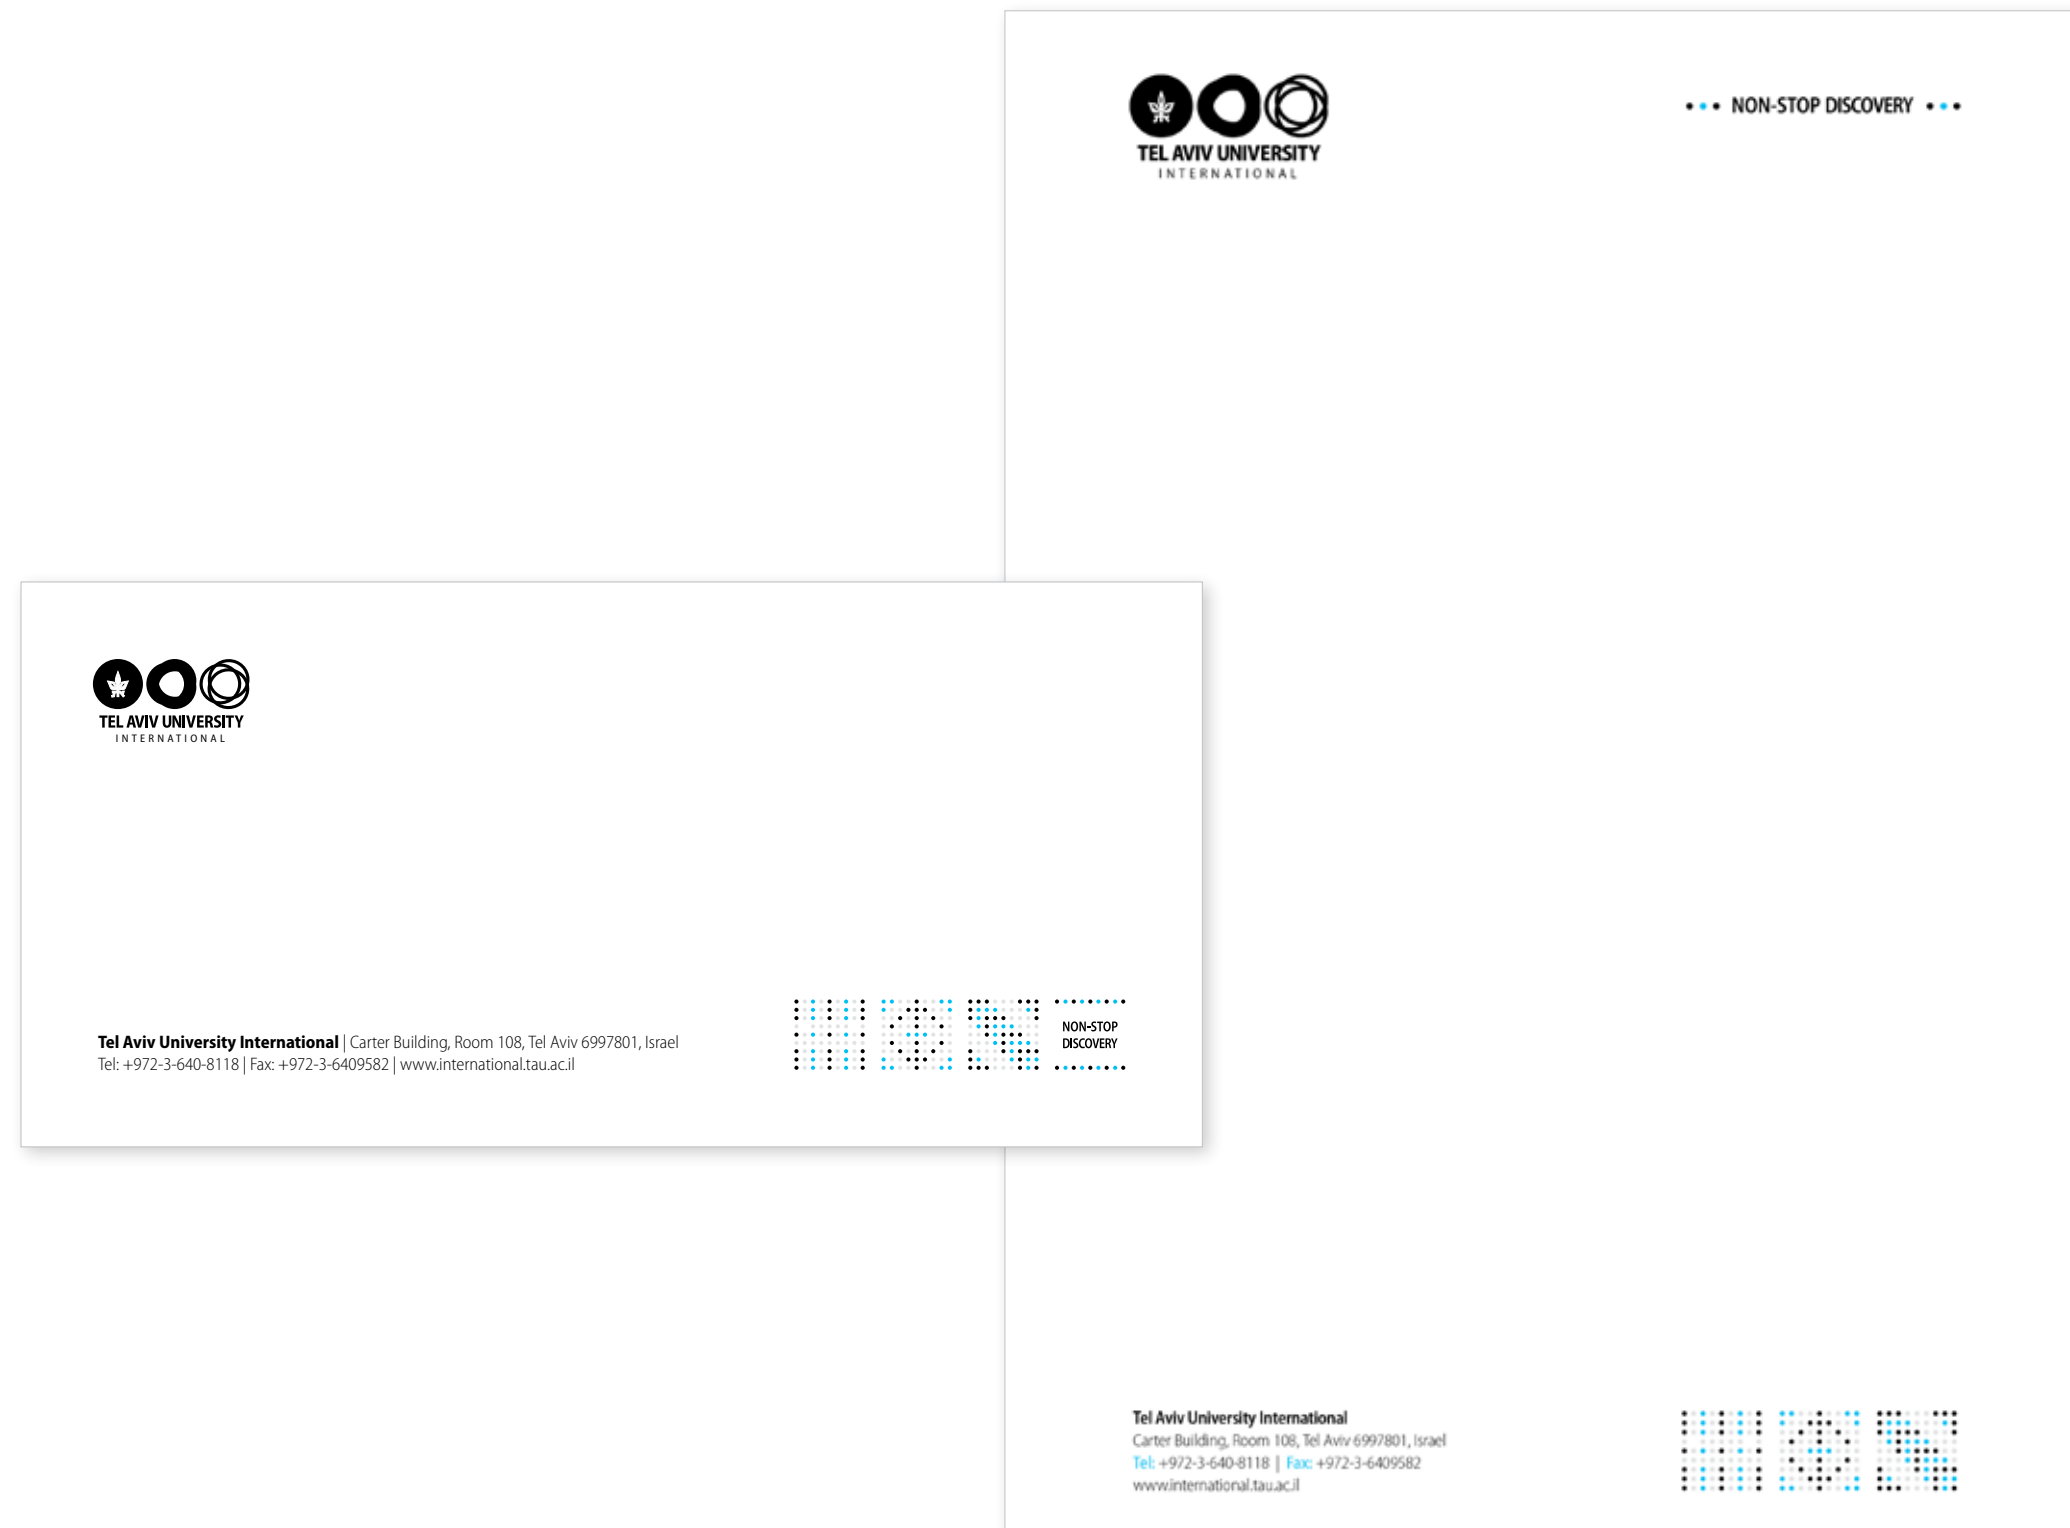 TEL AVIV UNIVERSITY
INTERNATIONAL
••• NON-STOP DISCOVERY •••
TEL AVIV UNIVERSITY
INTERNATIONAL
Tel Aviv University International | Carter Building, Room 108, Tel Aviv 6997801, Israel
Tel: +972-3-640-8118 | Fax: +972-3-6409582 | www.international.tau.ac.il
NON-STOP
DISCOVERY
Tel Aviv University International
Carter Building, Room 108, Tel Aviv 6997801, Israel
Tel: +972-3-640-8118 | Fax: +972-3-6409582
www.international.tau.ac.il